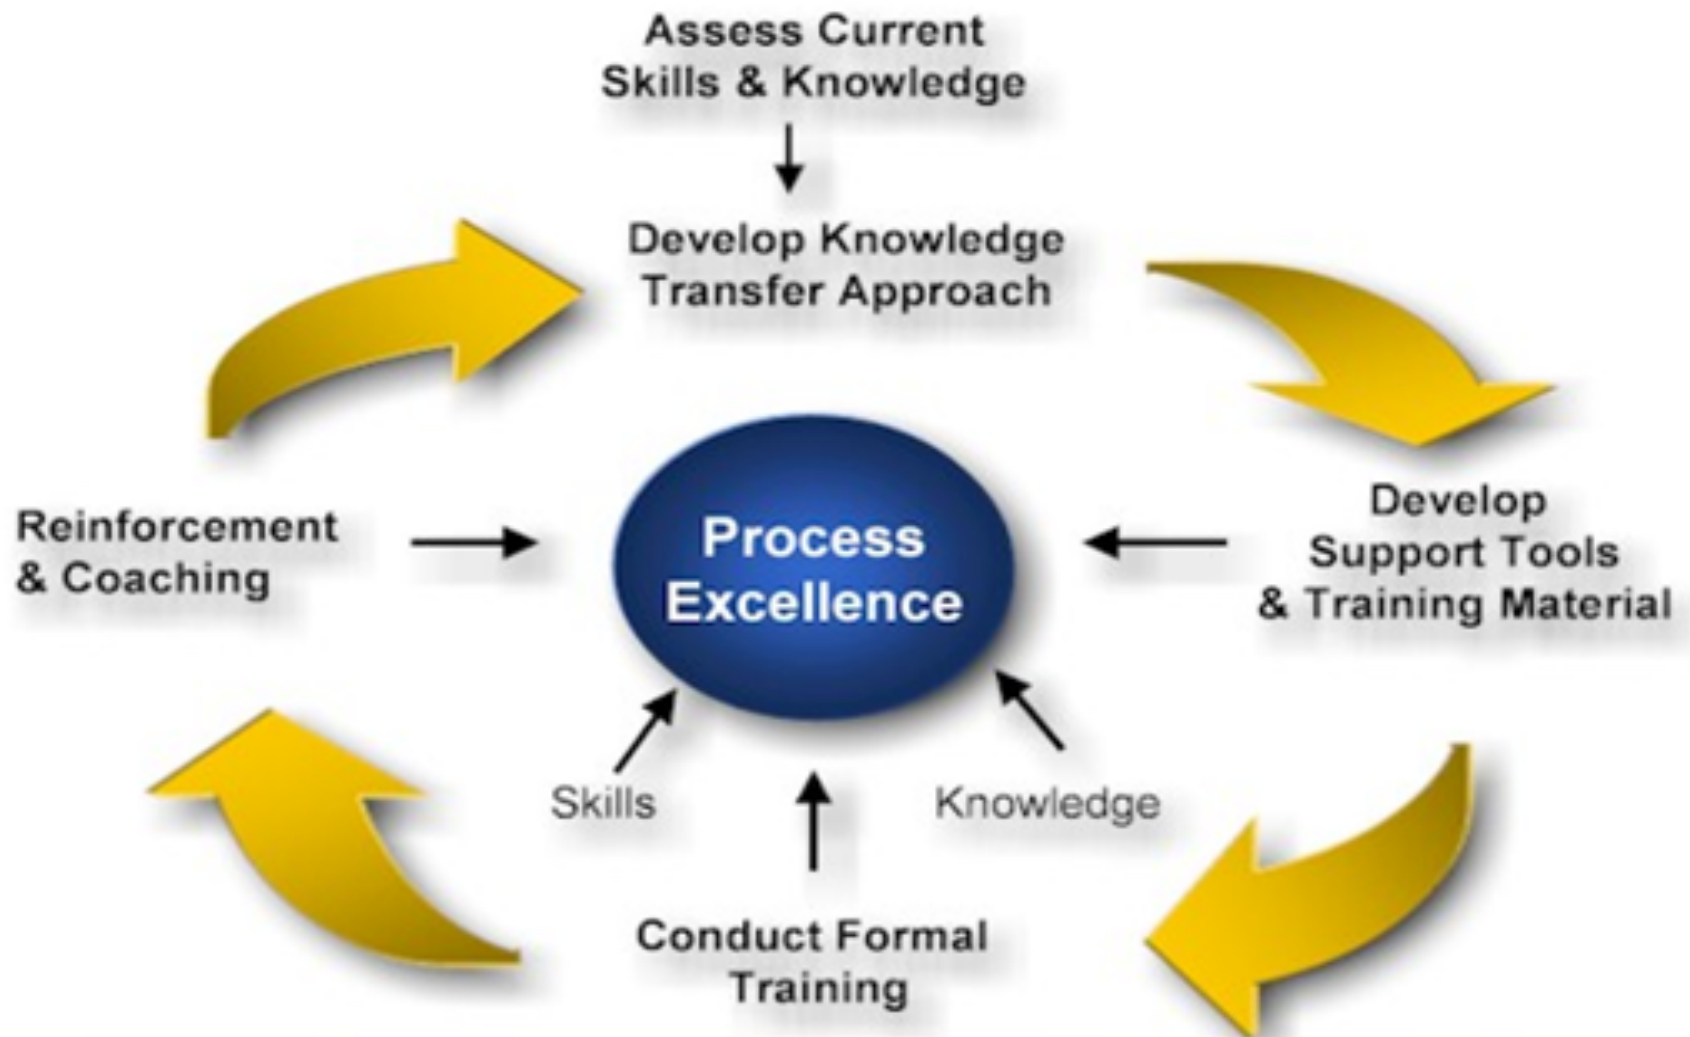 Assess Current
Skills & Knowledge
Develop Knowledge
Transfer Approach
Reinforcement
& Coaching
Process
Excellence
Develop
Support Tools
& Training Material
Skills
Knowledge
Conduct Formal
Training